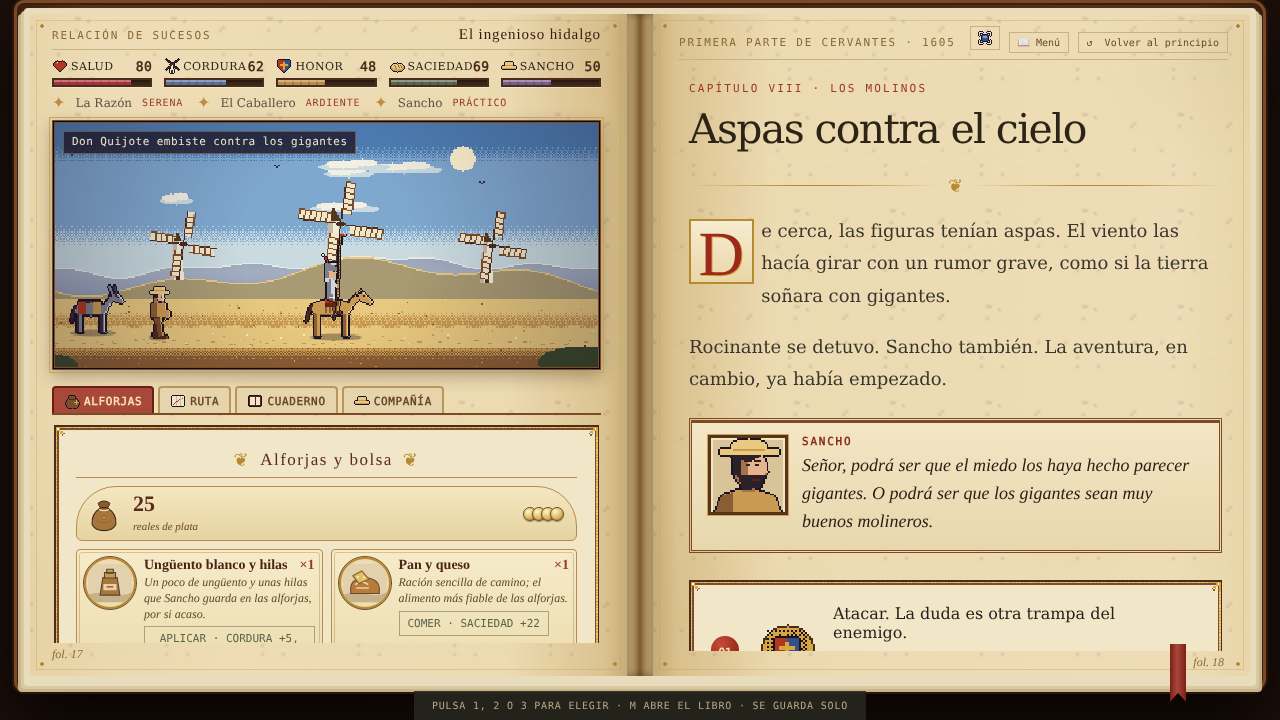 RELACIÓN DE SUCESOS
El ingenioso hidalgo
SALUD 80
CORDURA 62
HONOR 48
SACIEDAD 69
SANCHO 50
La Razón SERENA
El Caballero ARDIENTE
Sancho PRÁCTICO
Don Quijote embiste contra los gigantes
ALFORJAS
RUTA
CUADERNO
COMPAÑÍA
Alforjas y bolsa
25
reales de plata
Ungüento blanco y hilas ×1
Un poco de ungüento y unas hilas
que Sancho guarda en las alforjas,
por si acaso.
APLICAR · CORDURA +5,
Pan y queso ×1
Ración sencilla de camino; el
alimento más fiable de las alforjas.
COMER · SACIEDAD +22
fol. 17
PRIMERA PARTE DE CERVANTES · 1605
Menú
↺ Volver al principio
CAPÍTULO VIII · LOS MOLINOS
Aspas contra el cielo
De cerca, las figuras tenían aspas. El viento las
hacía girar con un rumor grave, como si la tierra
soñara con gigantes.
Rocinante se detuvo. Sancho también. La aventura, en
cambio, ya había empezado.
SANCHO
Señor, podrá ser que el miedo los haya hecho parecer
gigantes. O podrá ser que los gigantes sean muy
buenos molineros.
Atacar. La duda es otra trampa del
enemigo.
fol. 18
PULSA 1, 2 O 3 PARA ELEGIR · M ABRE EL LIBRO · SE GUARDA SOLO